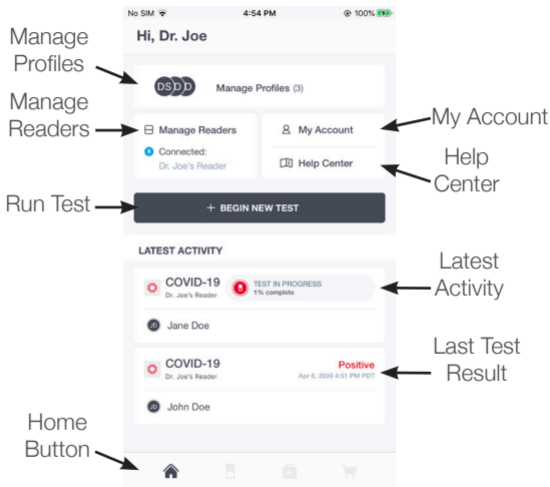 No SIM 4:54 PM 100%
Hi, Dr. Joe
Manage
Profiles
DS D D Manage Profiles (3)
Manage
Readers
Manage Readers
Connected:
Dr. Joe's Reader
My Account
Help Center
My Account
Help
Center
Run Test
+ BEGIN NEW TEST
LATEST ACTIVITY
COVID-19
Dr. Joe's Reader
TEST IN PROGRESS
1% complete
JD Jane Doe
Latest
Activity
COVID-19
Dr. Joe's Reader
Positive
Apr 6, 2020 4:51 PM PDT
JD John Doe
Last Test
Result
Home
Button